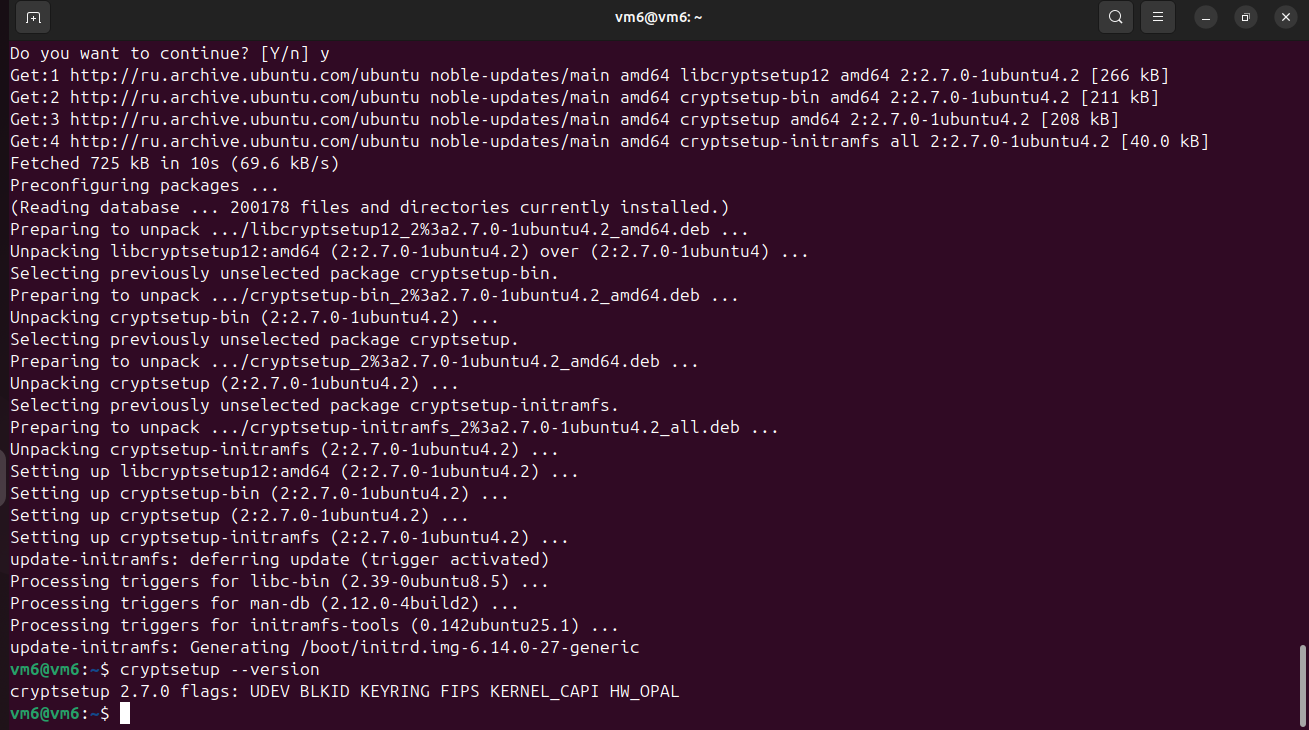 vm6@vm6: ~
Do you want to continue? [Y/n] y
Get:1 http://ru.archive.ubuntu.com/ubuntu noble-updates/main amd64 libcryptsetup12 amd64 2:2.7.0-1ubuntu4.2 [266 kB]
Get:2 http://ru.archive.ubuntu.com/ubuntu noble-updates/main amd64 cryptsetup-bin amd64 2:2.7.0-1ubuntu4.2 [211 kB]
Get:3 http://ru.archive.ubuntu.com/ubuntu noble-updates/main amd64 cryptsetup amd64 2:2.7.0-1ubuntu4.2 [208 kB]
Get:4 http://ru.archive.ubuntu.com/ubuntu noble-updates/main amd64 cryptsetup-initramfs all 2:2.7.0-1ubuntu4.2 [40.0 kB]
Fetched 725 kB in 10s (69.6 kB/s)
Preconfiguring packages ...
(Reading database ... 200178 files and directories currently installed.)
Preparing to unpack .../libcryptsetup12_2%3a2.7.0-1ubuntu4.2_amd64.deb ...
Unpacking libcryptsetup12:amd64 (2:2.7.0-1ubuntu4.2) over (2:2.7.0-1ubuntu4) ...
Selecting previously unselected package cryptsetup-bin.
Preparing to unpack .../cryptsetup-bin_2%3a2.7.0-1ubuntu4.2_amd64.deb ...
Unpacking cryptsetup-bin (2:2.7.0-1ubuntu4.2) ...
Selecting previously unselected package cryptsetup.
Preparing to unpack .../cryptsetup_2%3a2.7.0-1ubuntu4.2_amd64.deb ...
Unpacking cryptsetup (2:2.7.0-1ubuntu4.2) ...
Selecting previously unselected package cryptsetup-initramfs.
Preparing to unpack .../cryptsetup-initramfs_2%3a2.7.0-1ubuntu4.2_all.deb ...
Unpacking cryptsetup-initramfs (2:2.7.0-1ubuntu4.2) ...
Setting up libcryptsetup12:amd64 (2:2.7.0-1ubuntu4.2) ...
Setting up cryptsetup-bin (2:2.7.0-1ubuntu4.2) ...
Setting up cryptsetup (2:2.7.0-1ubuntu4.2) ...
Setting up cryptsetup-initramfs (2:2.7.0-1ubuntu4.2) ...
update-initramfs: deferring update (trigger activated)
Processing triggers for libc-bin (2.39-0ubuntu8.5) ...
Processing triggers for man-db (2.12.0-4build2) ...
Processing triggers for initramfs-tools (0.142ubuntu25.1) ...
update-initramfs: Generating /boot/initrd.img-6.14.0-27-generic
vm6@vm6:~$ cryptsetup --version
cryptsetup 2.7.0 flags: UDEV BLKID KEYRING FIPS KERNEL_CAPI HW_OPAL
vm6@vm6:~$